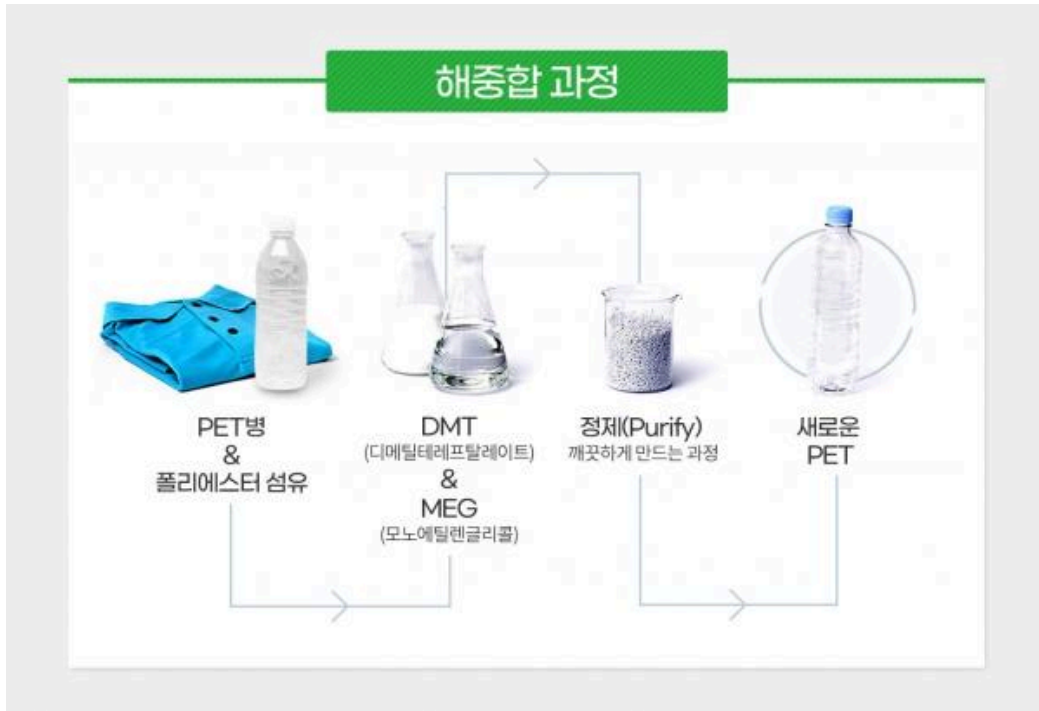 해중합 과정
PET병
&
폴리에스터 섬유
DMT
(디메틸테레프탈레이트)
&
MEG
(모노에틸렌글리콜)
정제(Purify)
깨끗하게 만드는 과정
새로운
PET